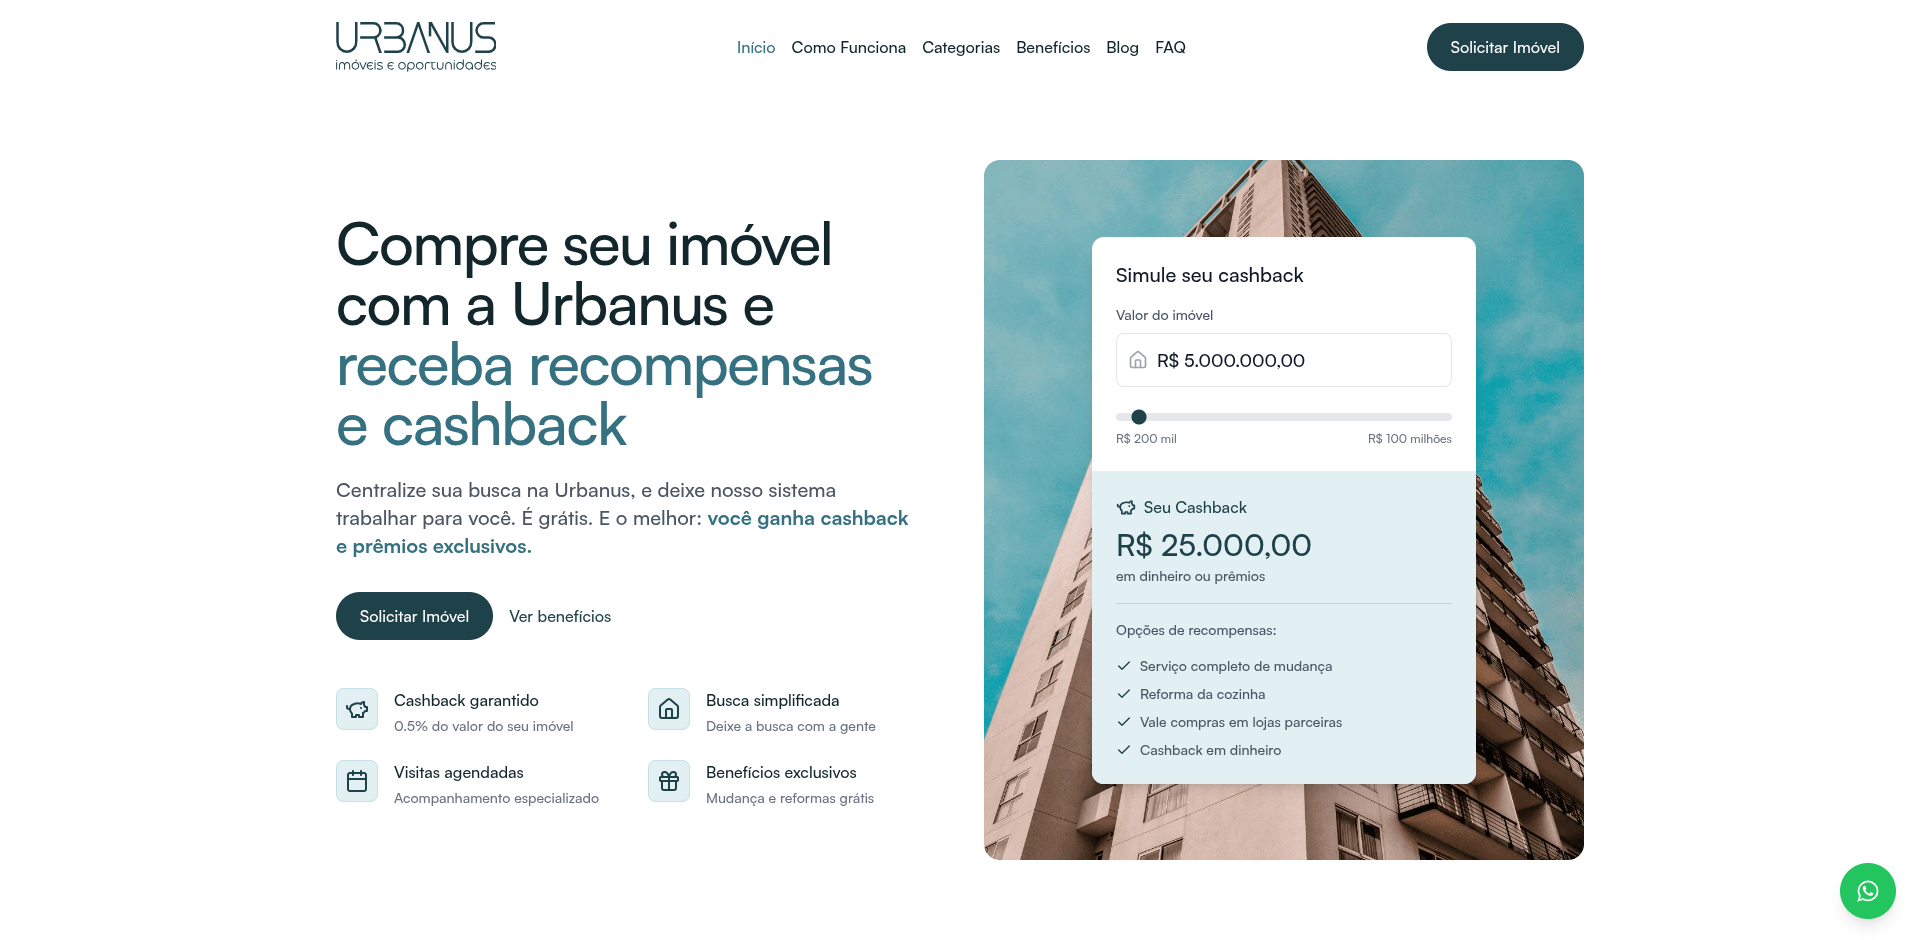 URBANUS
imóveis e oportunidades
Início
Como Funciona
Categorias
Benefícios
Blog
FAQ
Solicitar Imóvel
Compre seu imóvel
com a Urbanus e
receba recompensas
e cashback
Centralize sua busca na Urbanus, e deixe nosso sistema
trabalhar para você. É grátis. E o melhor: você ganha cashback
e prêmios exclusivos.
Solicitar Imóvel
Ver benefícios
Cashback garantido
0.5% do valor do seu imóvel
Busca simplificada
Deixe a busca com a gente
Visitas agendadas
Acompanhamento especializado
Benefícios exclusivos
Mudança e reformas grátis
Simule seu cashback
Valor do imóvel
R$ 5.000.000,00
R$ 200 mil
R$ 100 milhões
Seu Cashback
R$ 25.000,00
em dinheiro ou prêmios
Opções de recompensas:
Serviço completo de mudança
Reforma da cozinha
Vale compras em lojas parceiras
Cashback em dinheiro